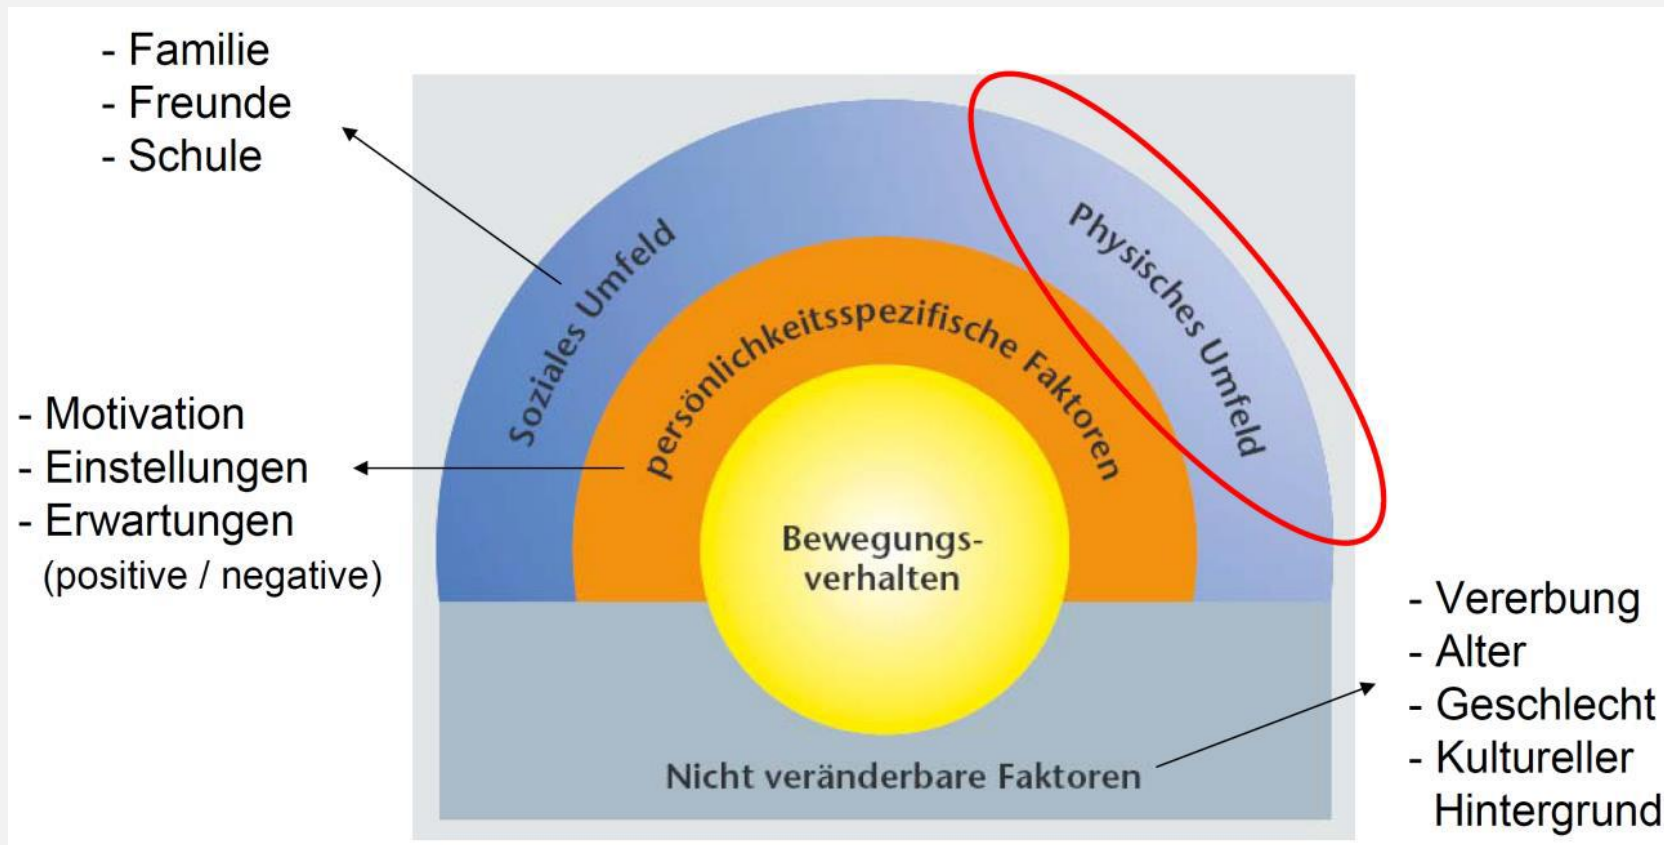 - Familie
- Freunde
- Schule
Soziales Umfeld
Physisches Umfeld
persönlichkeitsspezifische Faktoren
- Motivation
- Einstellungen
- Erwartungen
(positive / negative)
Bewegungs-
verhalten
Nicht veränderbare Faktoren
- Vererbung
- Alter
- Geschlecht
- Kultureller
Hintergrund